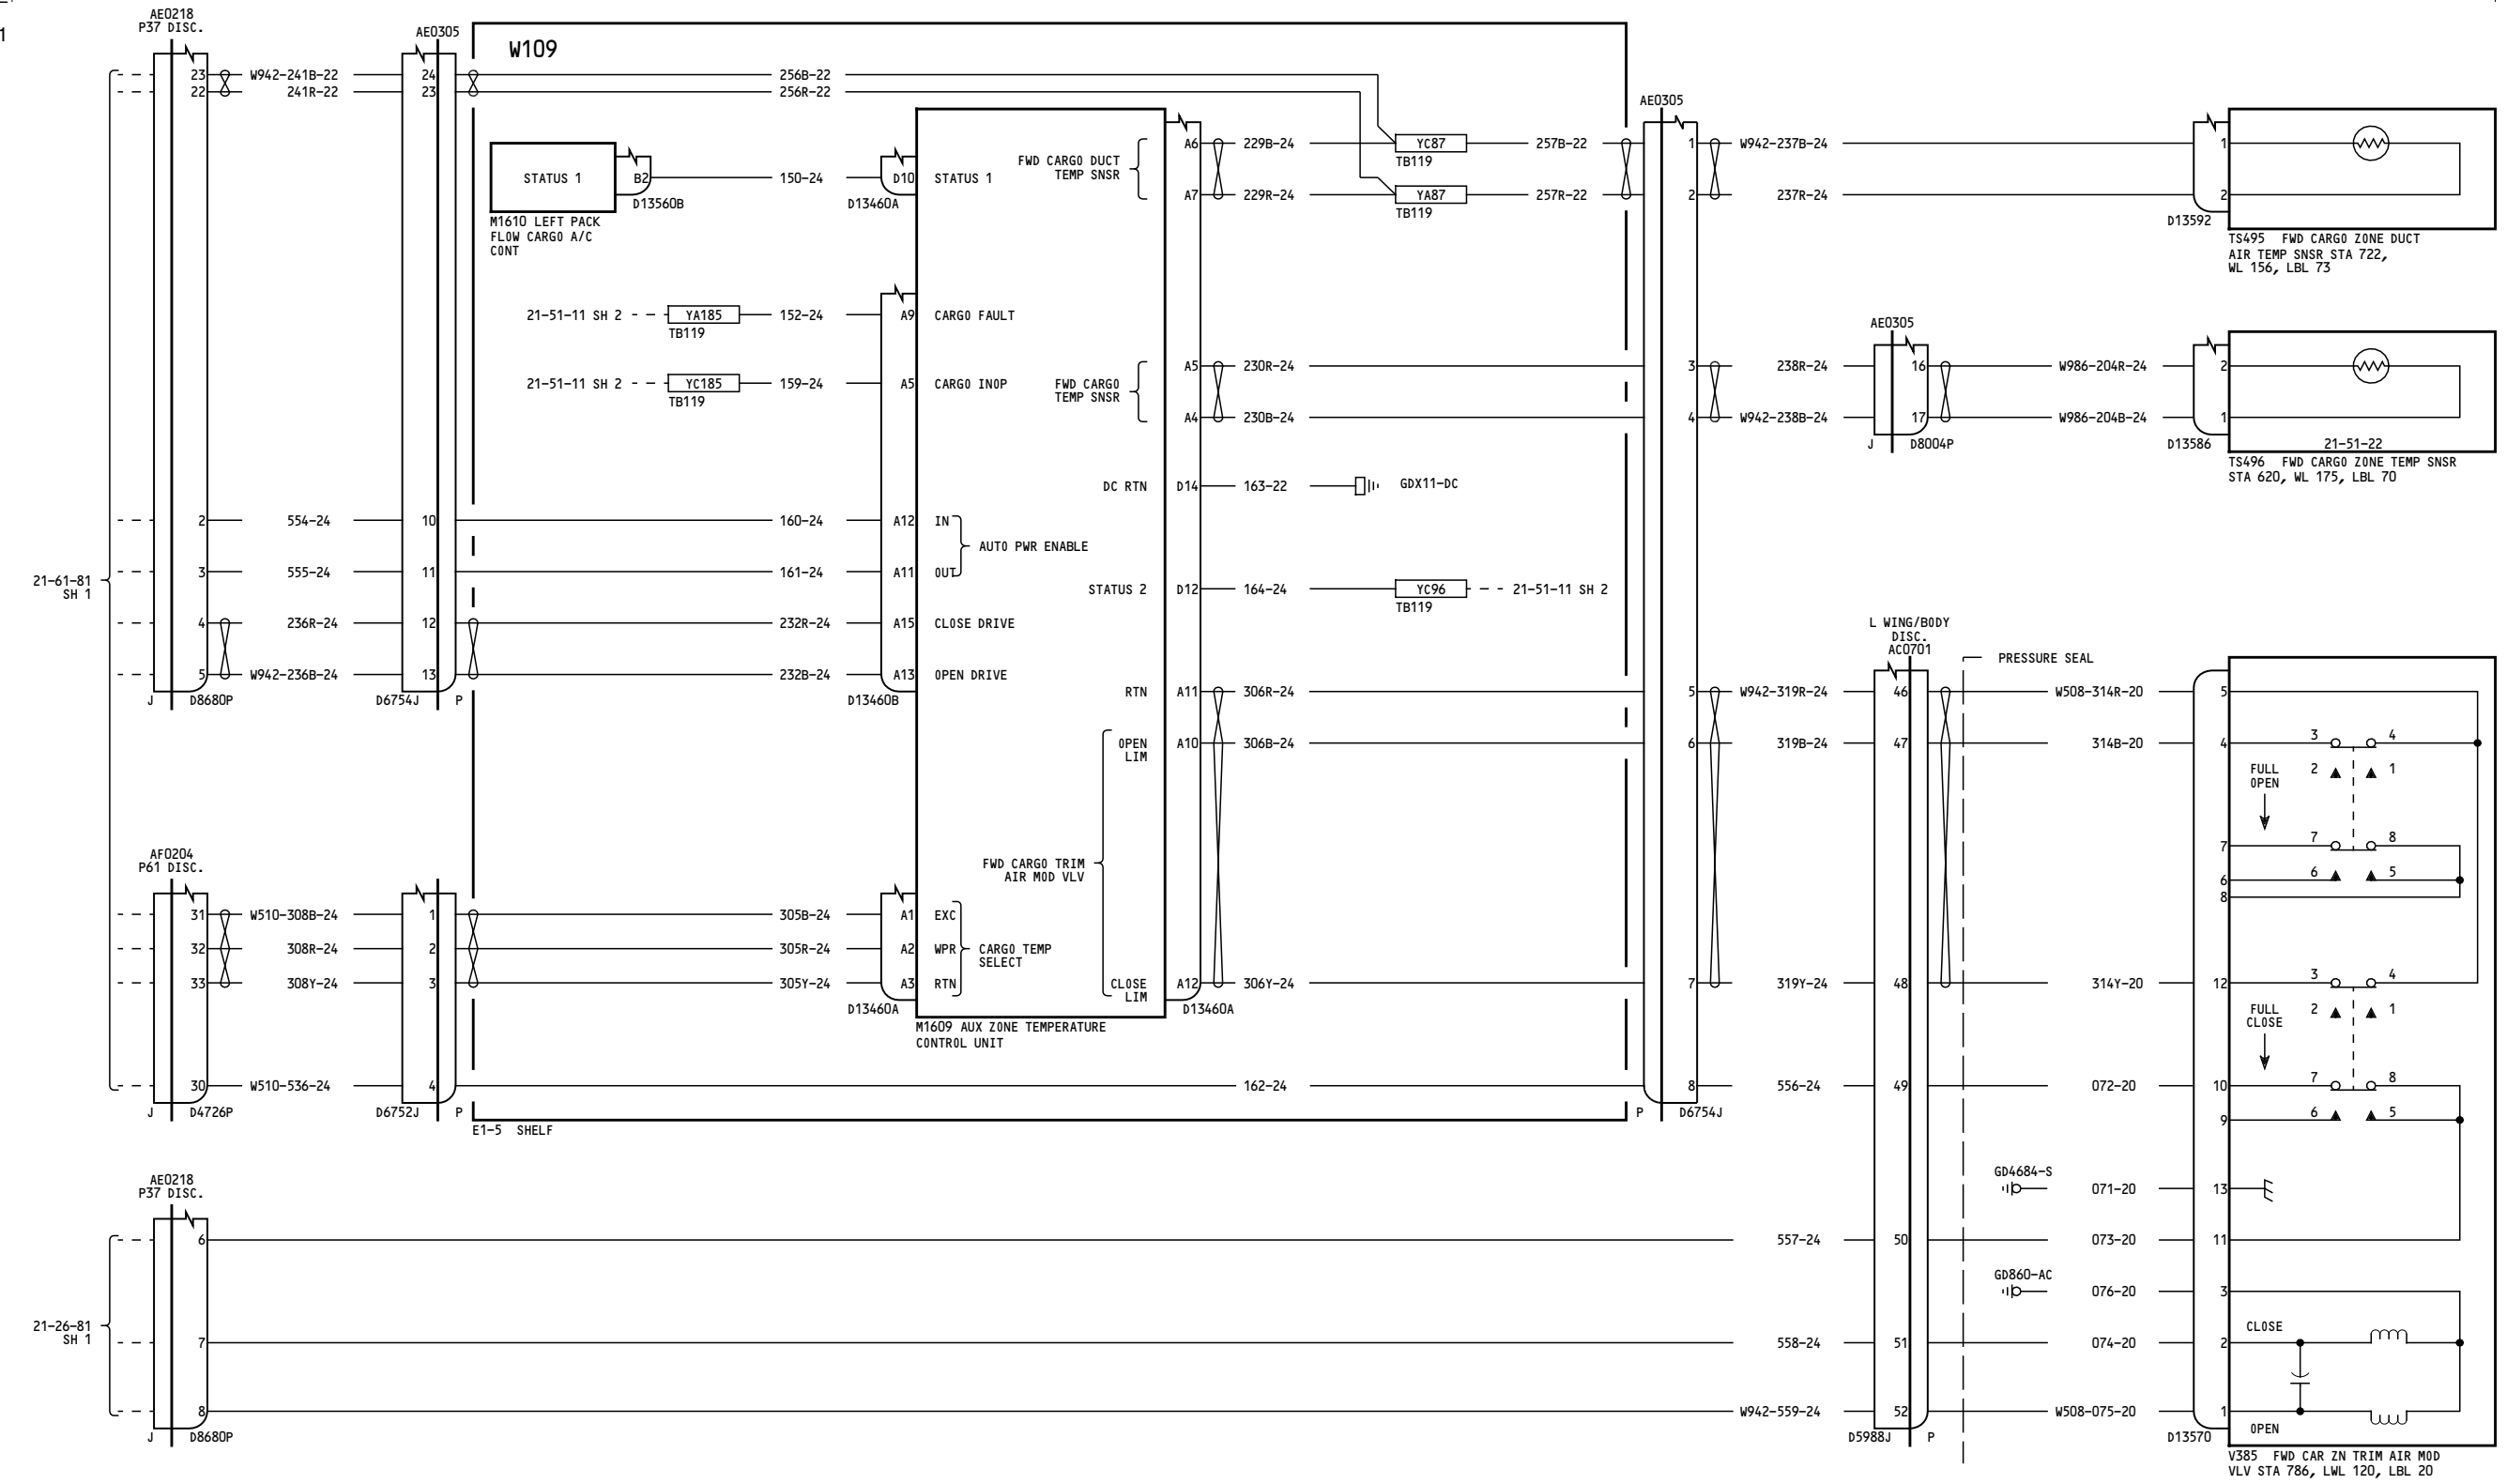 1
AE0218
P37 DISC.
AE0305
W109
23
W942-241B-22
24
256B-22
22
241R-22
23
256R-22
AE0305
STATUS 1
B2
150-24
D10
STATUS 1
D13560B
D13460A
M1610 LEFT PACK
FLOW CARGO A/C
CONT
FWD CARGO DUCT
TEMP SNSR
A6
229B-24
YC87
TB119
257B-22
1
W942-237B-24
1
A7
229R-24
YA87
TB119
257R-22
2
237R-24
2
D13592
TS495 FWD CARGO ZONE DUCT
AIR TEMP SNSR STA 722,
WL 156, LBL 73
21-51-11 SH 2
YA185
TB119
152-24
A9
CARGO FAULT
21-51-11 SH 2
YC185
TB119
159-24
A5
CARGO INOP
FWD CARGO
TEMP SNSR
A5
230R-24
3
238R-24
AE0305
16
W986-204R-24
2
A4
230B-24
4
W942-238B-24
17
W986-204B-24
1
J
D8004P
D13586
21-51-22
TS496 FWD CARGO ZONE TEMP SNSR
STA 620, WL 175, LBL 70
DC RTN
D14
163-22
GDX11-DC
21-61-81
SH 1
2
554-24
10
160-24
A12
IN
AUTO PWR ENABLE
3
555-24
11
161-24
A11
OUT
STATUS 2
D12
164-24
YC96
TB119
21-51-11 SH 2
4
236R-24
12
232R-24
A15
CLOSE DRIVE
5
W942-236B-24
13
232B-24
A13
OPEN DRIVE
J
D8680P
D6754J
P
D13460B
L WING/BODY
DISC.
AC0701
PRESSURE SEAL
RTN
A11
306R-24
5
W942-319R-24
46
W508-314R-20
5
OPEN
LIM
A10
306B-24
6
319B-24
47
314B-20
4
3
4
FULL
OPEN
2
1
7
7
8
6
6
5
8
FWD CARGO TRIM
AIR MOD VLV
AF0204
P61 DISC.
31
W510-308B-24
1
305B-24
A1
EXC
32
308R-24
2
305R-24
A2
WPR
CARGO TEMP
SELECT
33
308Y-24
3
305Y-24
A3
RTN
D13460A
CLOSE
LIM
A12
306Y-24
D13460A
7
319Y-24
48
314Y-20
12
3
4
FULL
CLOSE
2
1
M1609 AUX ZONE TEMPERATURE
CONTROL UNIT
30
W510-536-24
4
162-24
8
556-24
49
072-20
10
7
8
J
D4726P
D6752J
P
P
D6754J
9
6
5
E1-5 SHELF
AE0218
P37 DISC.
GD4684-S
071-20
13
21-26-81
SH 1
6
557-24
50
073-20
11
GD860-AC
076-20
3
7
558-24
51
074-20
2
CLOSE
8
W942-559-24
52
W508-075-20
1
OPEN
J
D8680P
D5988J
P
D13570
V385 FWD CAR ZN TRIM AIR MOD
VLV STA 786, LWL 120, LBL 20